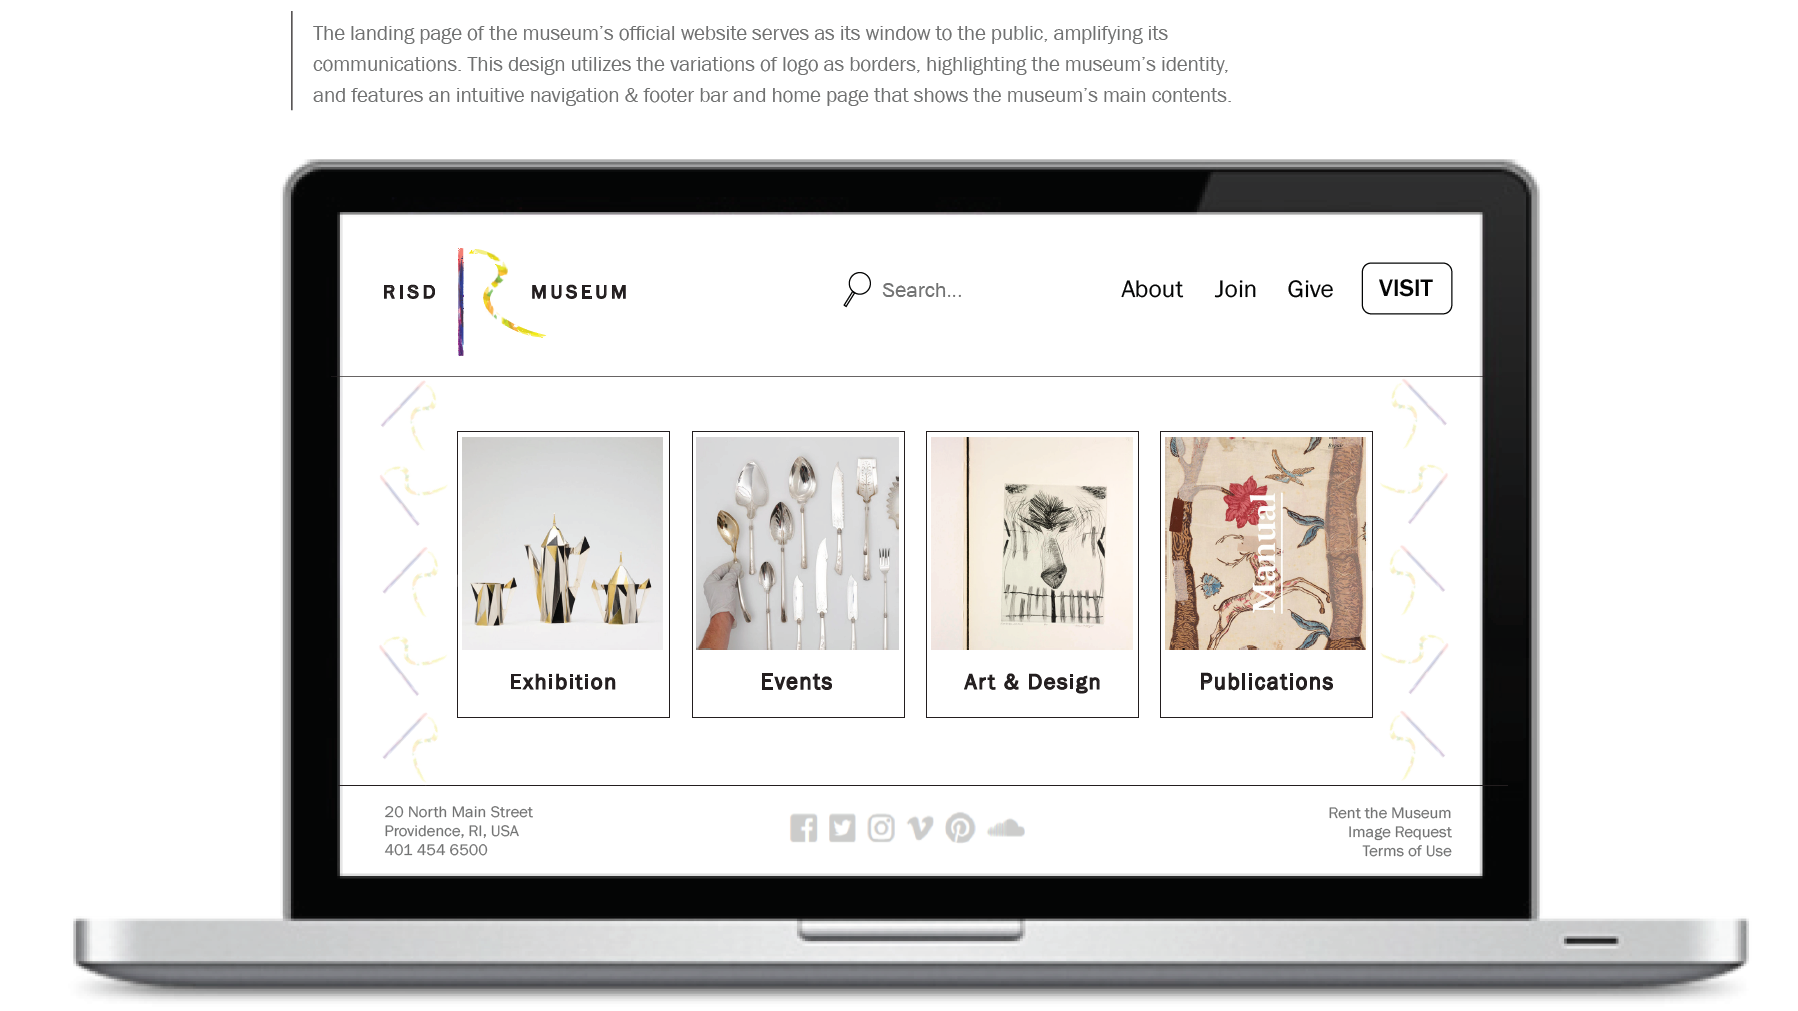 The landing page of the museum’s official website serves as its window to the public, amplifying its
communications. This design utilizes the variations of logo as borders, highlighting the museum’s identity,
and features an intuitive navigation & footer bar and home page that shows the museum’s main contents.
RISD R MUSEUM
Search...
About Join Give VISIT
Manual
Exhibition
Events
Art & Design
Publications
20 North Main Street
Providence, RI, USA
401 454 6500
Rent the Museum
Image Request
Terms of Use